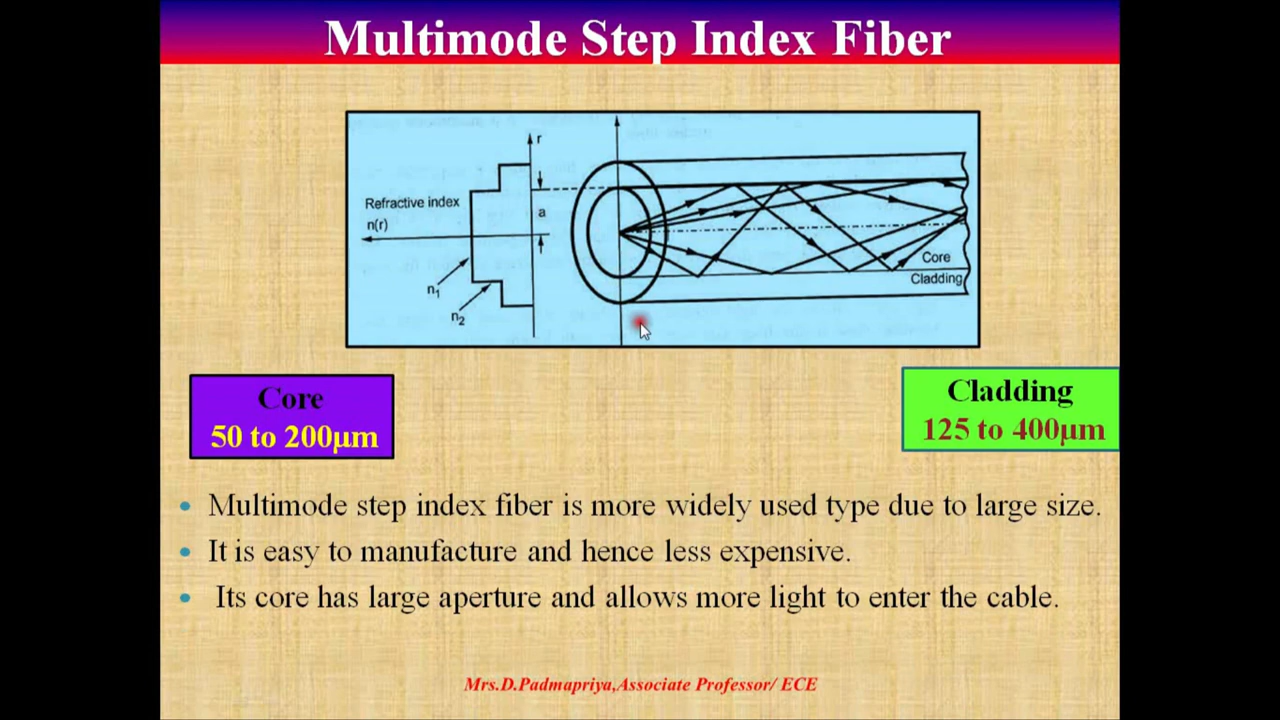 Multimode Step Index Fiber
r
Refractive index
n(r)
a
n1
n2
Core
Cladding
Core
50 to 200μm
Cladding
125 to 400μm
• Multimode step index fiber is more widely used type due to large size.
• It is easy to manufacture and hence less expensive.
• Its core has large aperture and allows more light to enter the cable.
Mrs.D.Padmapriya,Associate Professor/ ECE